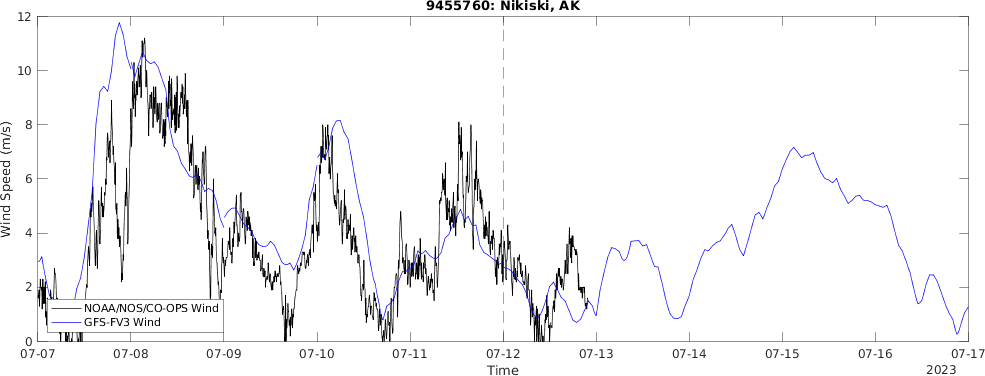 9455760: Nikiski, AK
12
10
8
6
4
2
0
Wind Speed (m/s)
NOAA/NOS/CO-OPS Wind
GFS-FV3 Wind
07-07 07-08 07-09 07-10 07-11 07-12 07-13 07-14 07-15 07-16 07-17
Time
2023